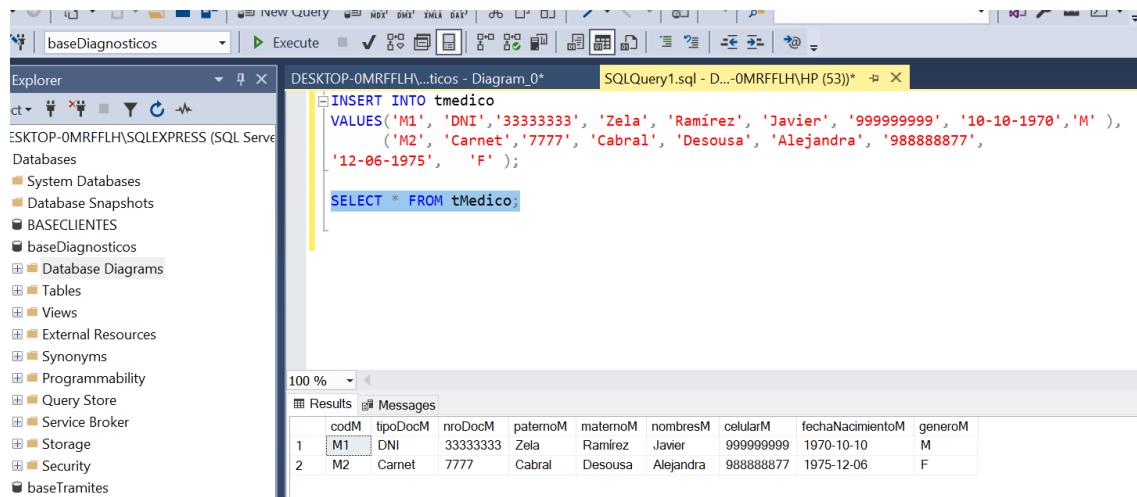 New Query MDX DMX XMLA DAX
baseDiagnosticos Execute
Explorer
ct
ESKTOP-0MRFFLH\SQLEXPRESS (SQL Serve
Databases
System Databases
Database Snapshots
BASECLIENTES
baseDiagnosticos
Database Diagrams
Tables
Views
External Resources
Synonyms
Programmability
Query Store
Service Broker
Storage
Security
baseTramites
DESKTOP-0MRFFLH\...ticos - Diagram_0* SQLQuery1.sql - D...-0MRFFLH\HP (53))*
INSERT INTO tmedico
VALUES('M1', 'DNI','33333333', 'Zela', 'Ramírez', 'Javier', '999999999', '10-10-1970','M' ),
('M2', 'Carnet','7777', 'Cabral', 'Desousa', 'Alejandra', '988888877',
'12-06-1975', 'F' );
SELECT * FROM tMedico;
100 %
Results Messages
codM tipoDocM nroDocM paternoM maternoM nombresM celularM fechaNacimientoM generoM
1 M1 DNI 33333333 Zela Ramírez Javier 999999999 1970-10-10 M
2 M2 Carnet 7777 Cabral Desousa Alejandra 988888877 1975-12-06 F